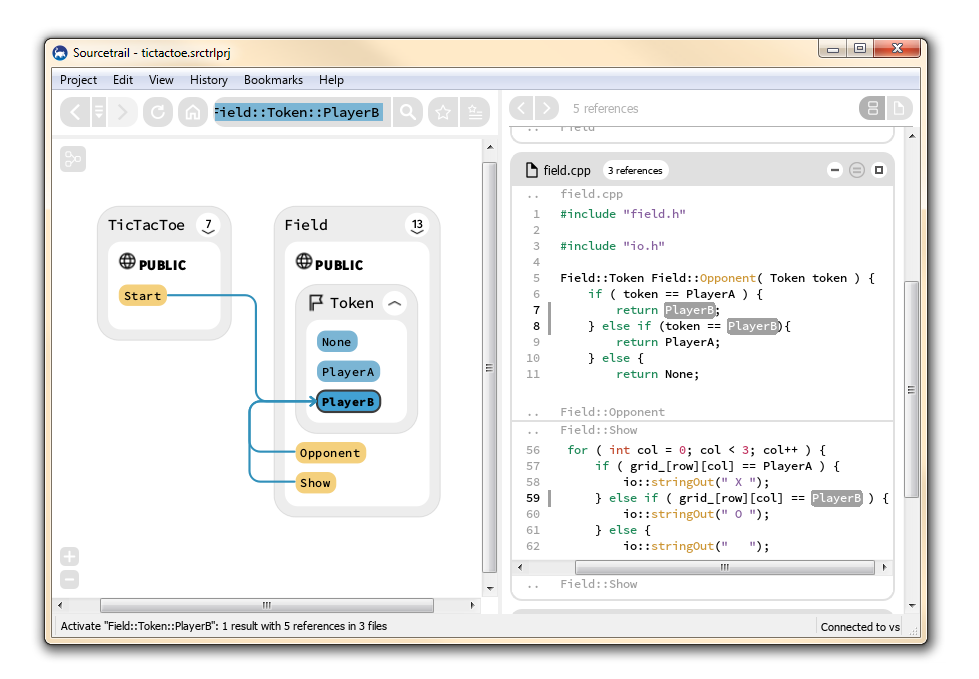 Sourcetrail - tictactoe.srctrlprj
Project Edit View History Bookmarks Help
Field::Token::PlayerB
5 references
Field
TicTacToe 7
PUBLIC
Start
Field 13
PUBLIC
Token
None
PlayerA
PlayerB
Opponent
Show
field.cpp 3 references
.. field.cpp
1 #include "field.h"
2
3 #include "io.h"
4
5 Field::Token Field::Opponent( Token token ) {
6 if ( token == PlayerA ) {
7 return PlayerB;
8 } else if (token == PlayerB){
9 return PlayerA;
10 } else {
11 return None;
.. Field::Opponent
.. Field::Show
56 for ( int col = 0; col < 3; col++ ) {
57 if ( grid_[row][col] == PlayerA ) {
58 io::stringOut(" X ");
59 } else if ( grid_[row][col] == PlayerB ) {
60 io::stringOut(" O ");
61 } else {
62 io::stringOut("   ");
.. Field::Show
Activate "Field::Token::PlayerB": 1 result with 5 references in 3 files
Connected to vs